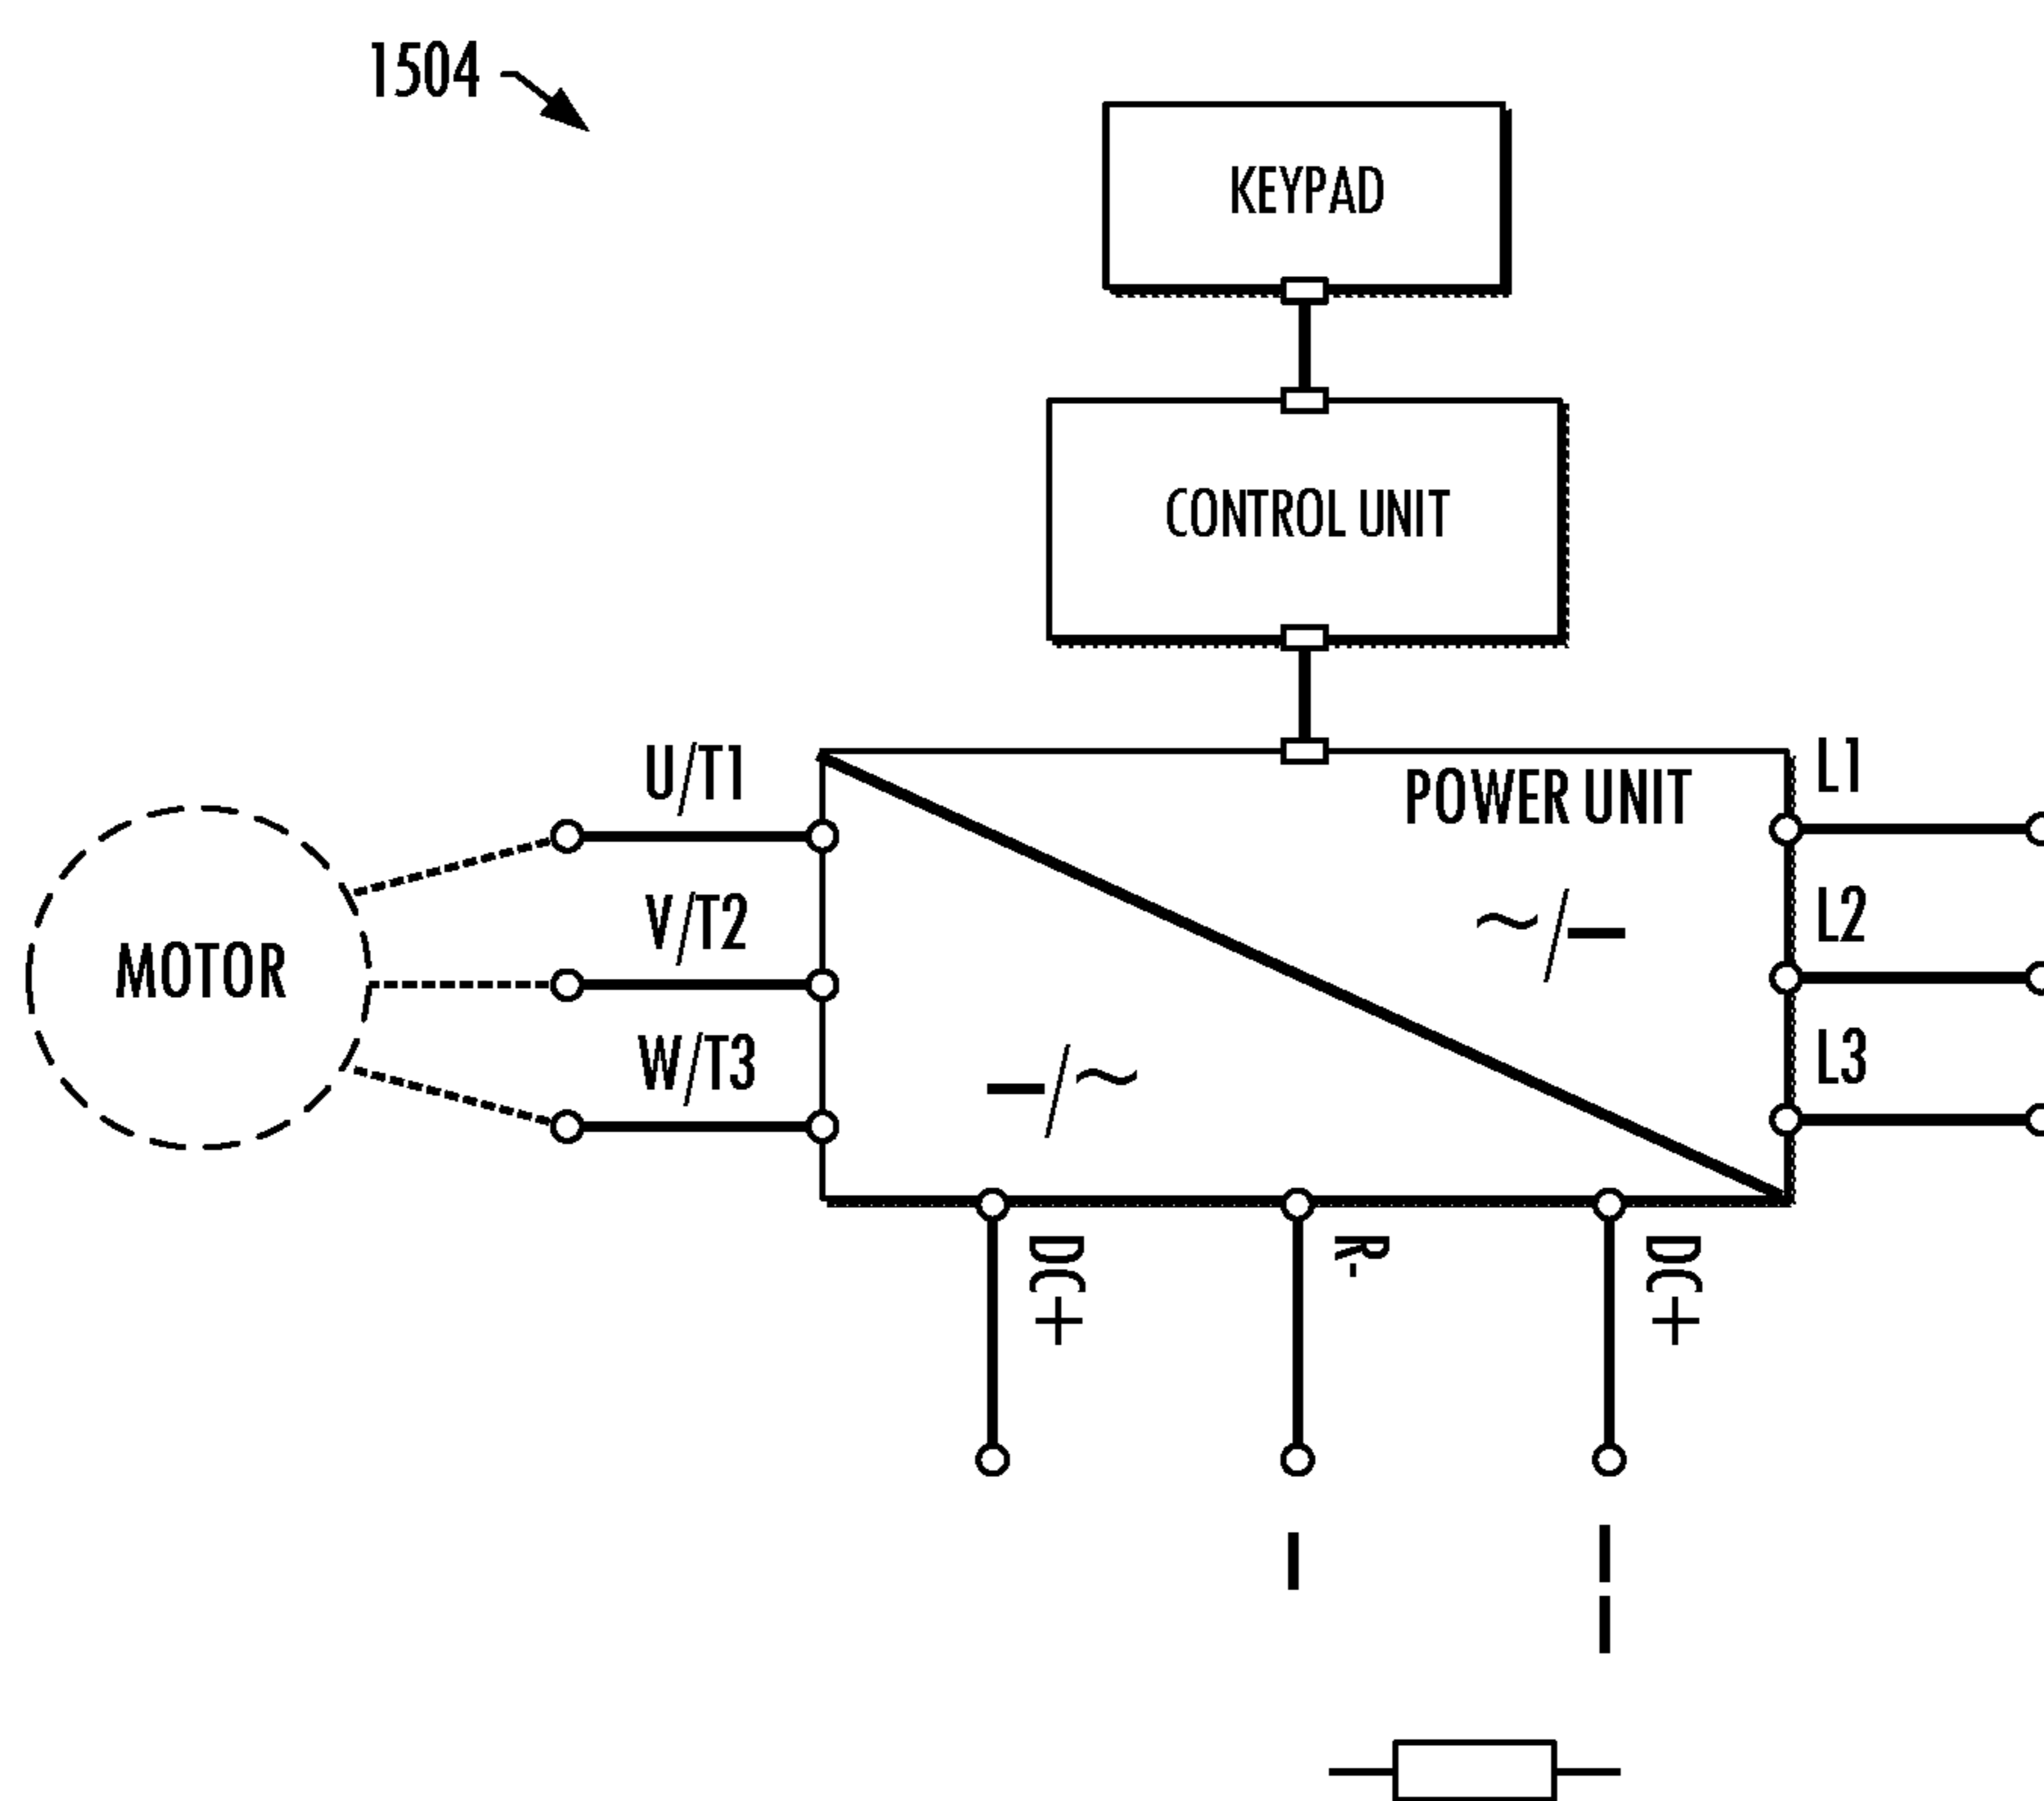 1504
KEYPAD
CONTROL UNIT
U/T1
POWER UNIT
L1
V/T2
~/–
L2
MOTOR
W/T3
–/~
L3
DC+
R-
DC+